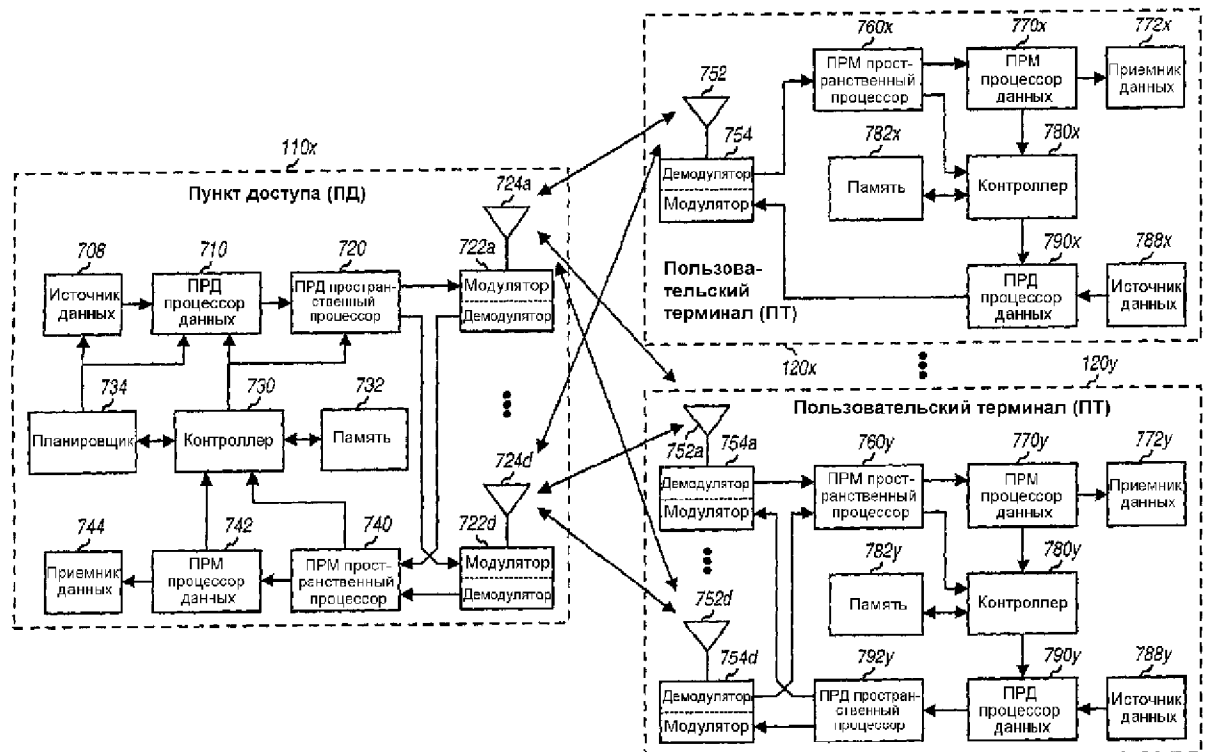 110x
Пункт доступа (ПД)
724a
708
710
720
722a
Источник
данных
ПРД
процессор
данных
ПРД простран-
ственный
процессор
Модулятор
Демодулятор
734
730
732
Планировщик
Контроллер
Память
724d
744
742
740
722d
Приемник
данных
ПРМ
процессор
данных
ПРМ прост-
ранственный
процессор
Модулятор
Демодулятор
760x
770x
772x
752
ПРМ прост-
ранственный
процессор
ПРМ
процессор
данных
Приемник
данных
754
782x
780x
Демодулятор
Модулятор
Память
Контроллер
790x
788x
Пользова-
тельский
терминал (ПТ)
ПРД
процессор
данных
Источник
данных
120x
120y
Пользовательский терминал (ПТ)
752a
754a
760y
770y
772y
Демодулятор
Модулятор
ПРМ прост-
ранственный
процессор
ПРМ
процессор
данных
Приемник
данных
782y
780y
Память
Контроллер
752d
754d
792y
790y
788y
Демодулятор
Модулятор
ПРД простран-
ственный
процессор
ПРД
процессор
данных
Источник
данных